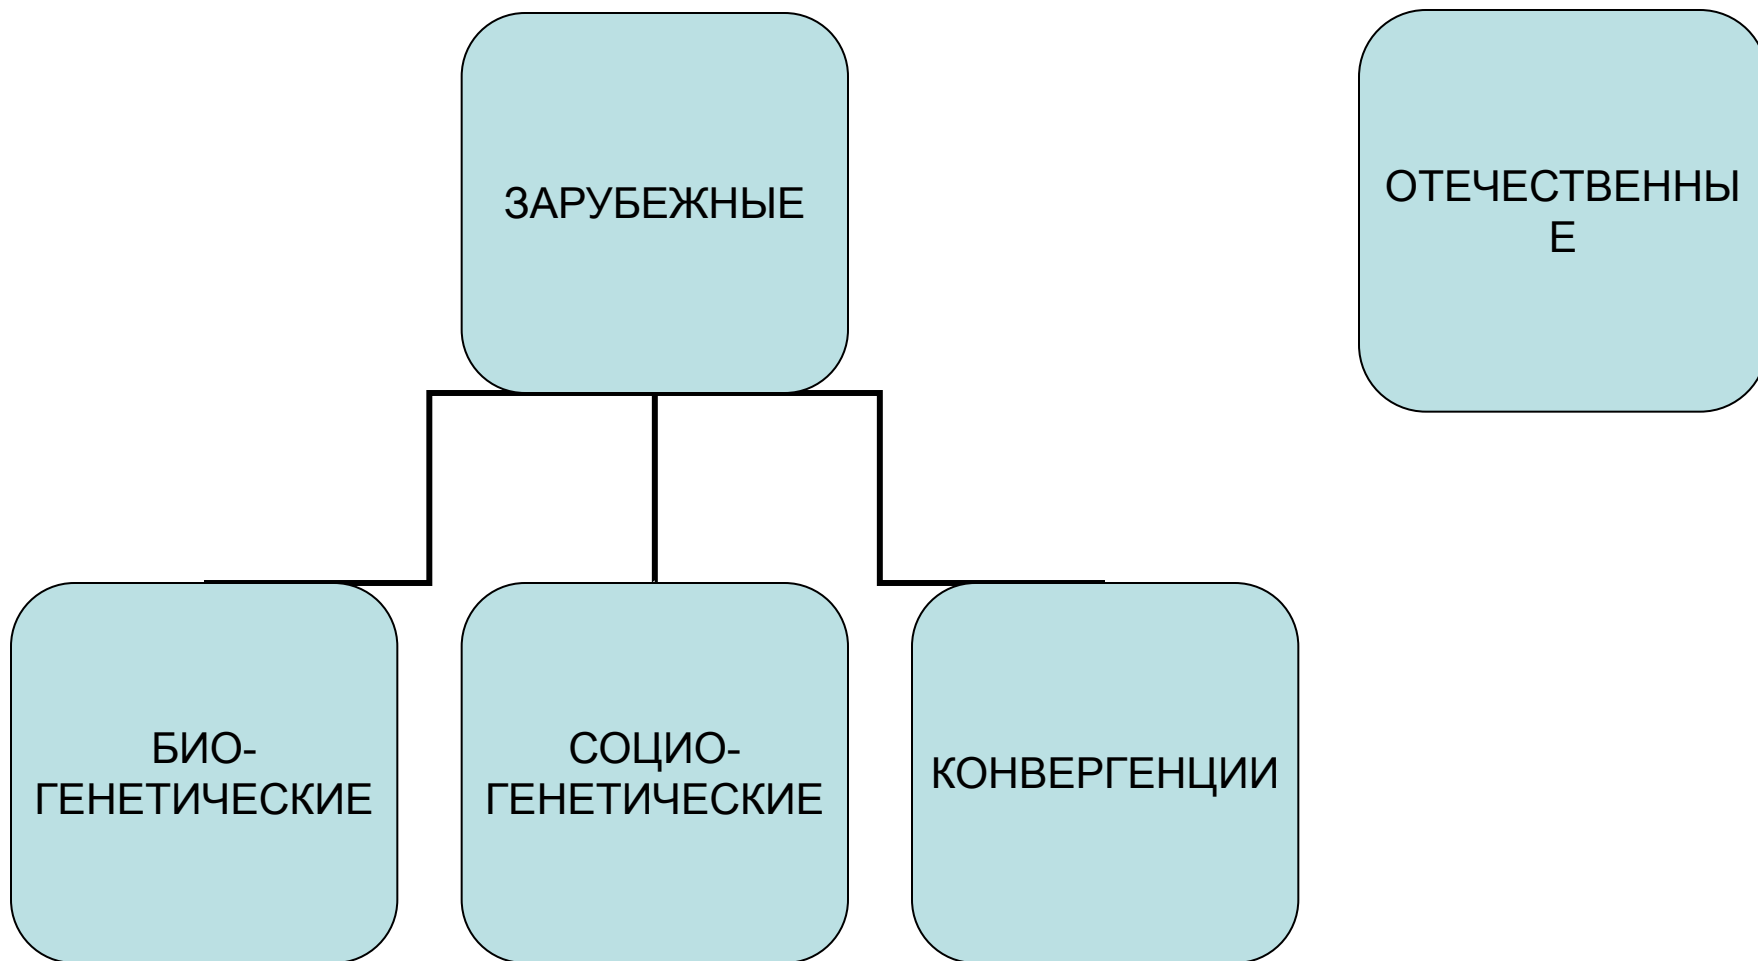 ЗАРУБЕЖНЫЕ
ОТЕЧЕСТВЕННЫ
Е
БИО-
ГЕНЕТИЧЕСКИЕ
СОЦИО-
ГЕНЕТИЧЕСКИЕ
КОНВЕРГЕНЦИИ